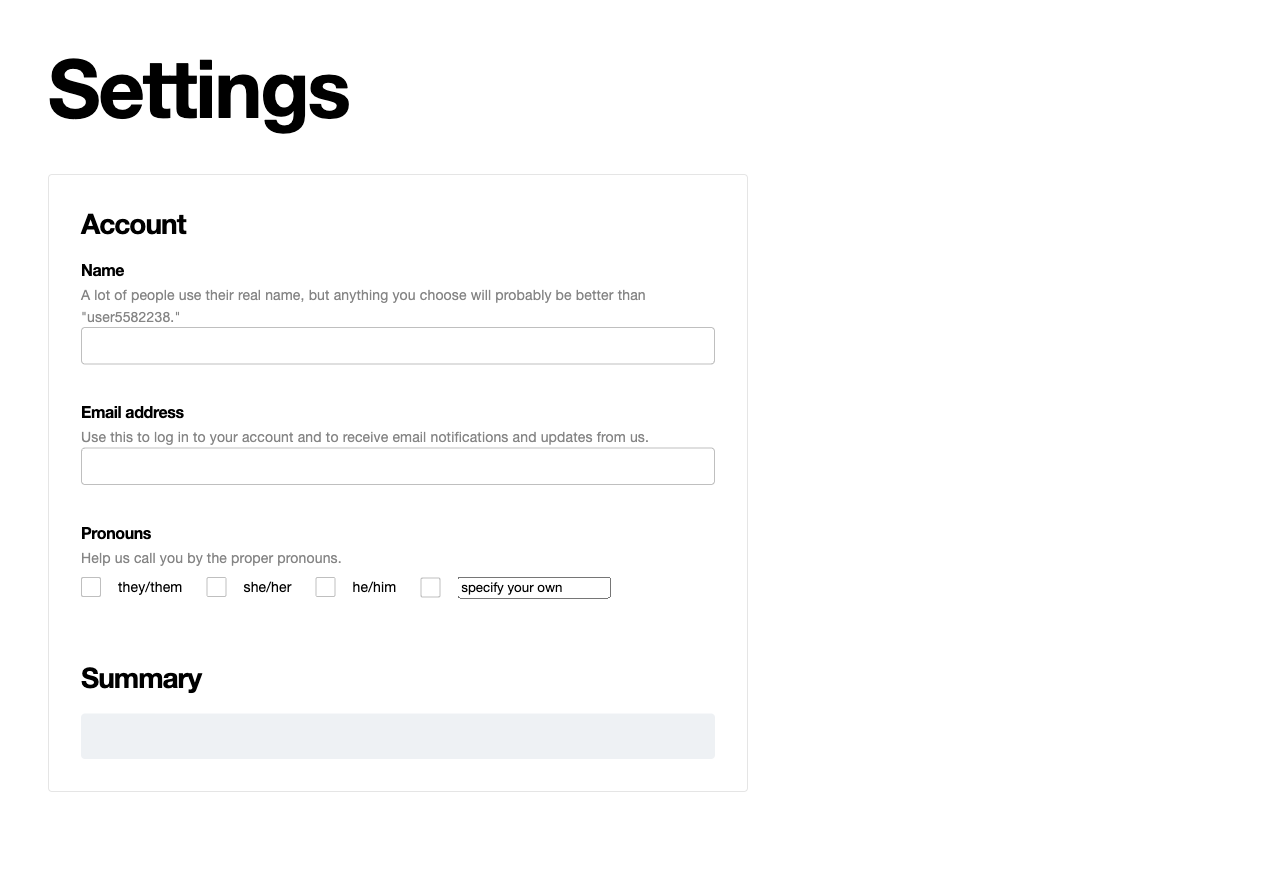 Settings
Account
Name
A lot of people use their real name, but anything you choose will probably be better than
"user5582238."
Email address
Use this to log in to your account and to receive email notifications and updates from us.
Pronouns
Help us call you by the proper pronouns.
they/them she/her he/him specify your own
Summary